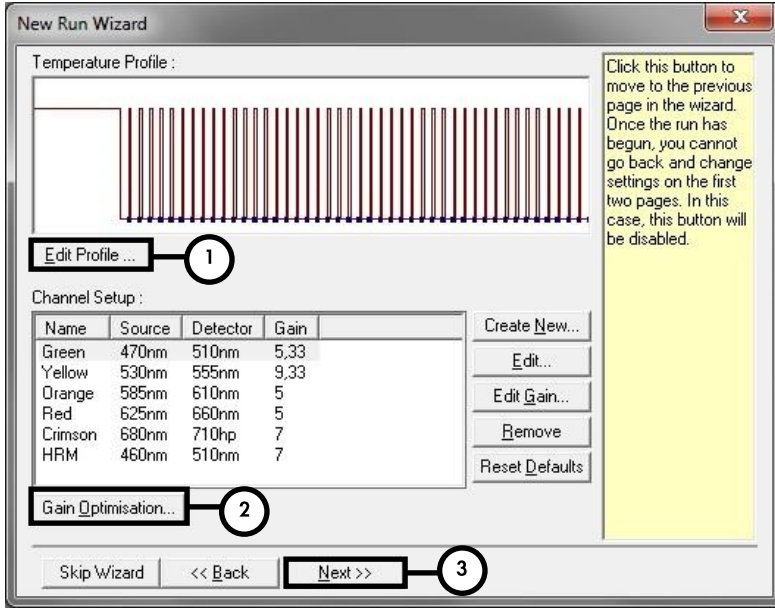 New Run Wizard
Temperature Profile :
Click this button to
move to the previous
page in the wizard.
Once the run has
begun, you cannot
go back and change
settings on the first
two pages. In this
case, this button will
be disabled.
Edit Profile ...
1
Channel Setup :
Name Source Detector Gain
Green 470nm 510nm 5,33
Yellow 530nm 555nm 9,33
Orange 585nm 610nm 5
Red 625nm 660nm 5
Crimson 680nm 710hp 7
HRM 460nm 510nm 7
Create New...
Edit...
Edit Gain...
Remove
Reset Defaults
Gain Optimisation...
2
Skip Wizard
<< Back
Next >>
3